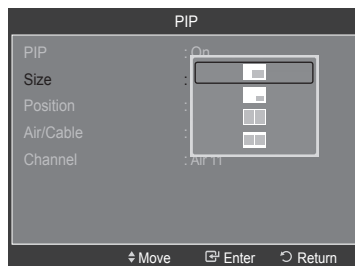 PIP
PIP : On
Size :
Position :
Air/Cable :
Channel : Air 11
Move Enter Return